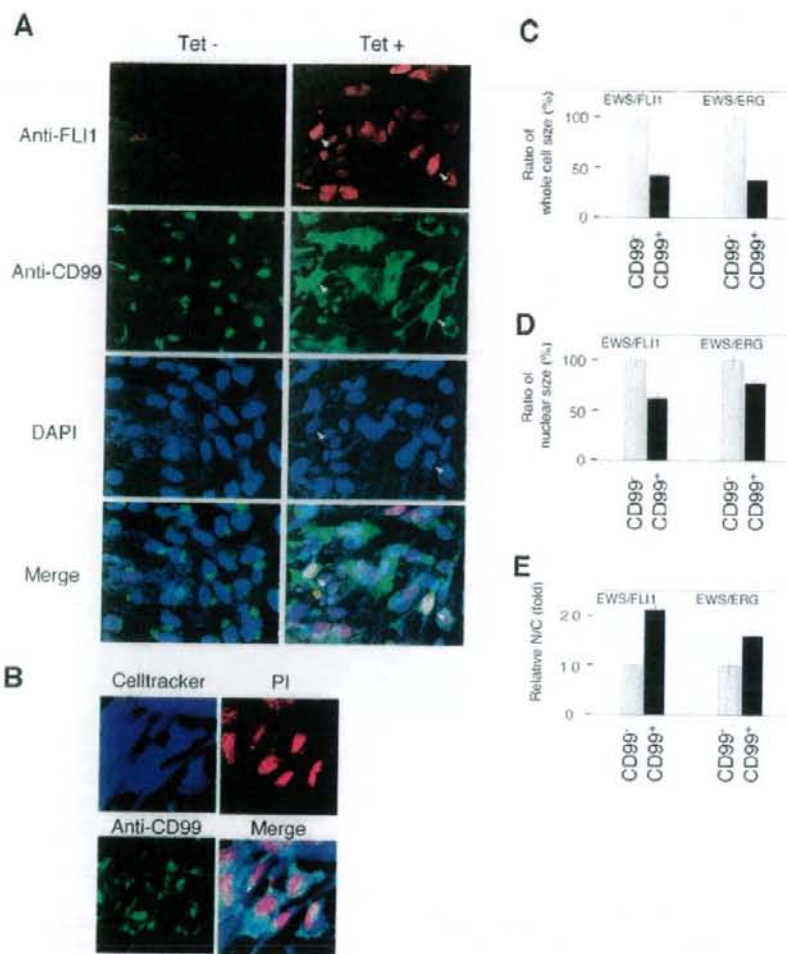 A
Tet -
Tet +
Anti-FLI1
Anti-CD99
DAPI
Merge
B
Celltracker
PI
Anti-CD99
Merge
C
EWS/FLI1
EWS/ERG
Ratio of
whole cell size (%)
100
50
0
CD99-
CD99+
CD99-
CD99+
D
EWS/FLI1
EWS/ERG
Ratio of
nuclear size (%)
100
50
0
CD99-
CD99+
CD99-
CD99+
E
EWS/FLI1
EWS/ERG
Relative N/C (fold)
2.0
1.0
0
CD99-
CD99+
CD99-
CD99+